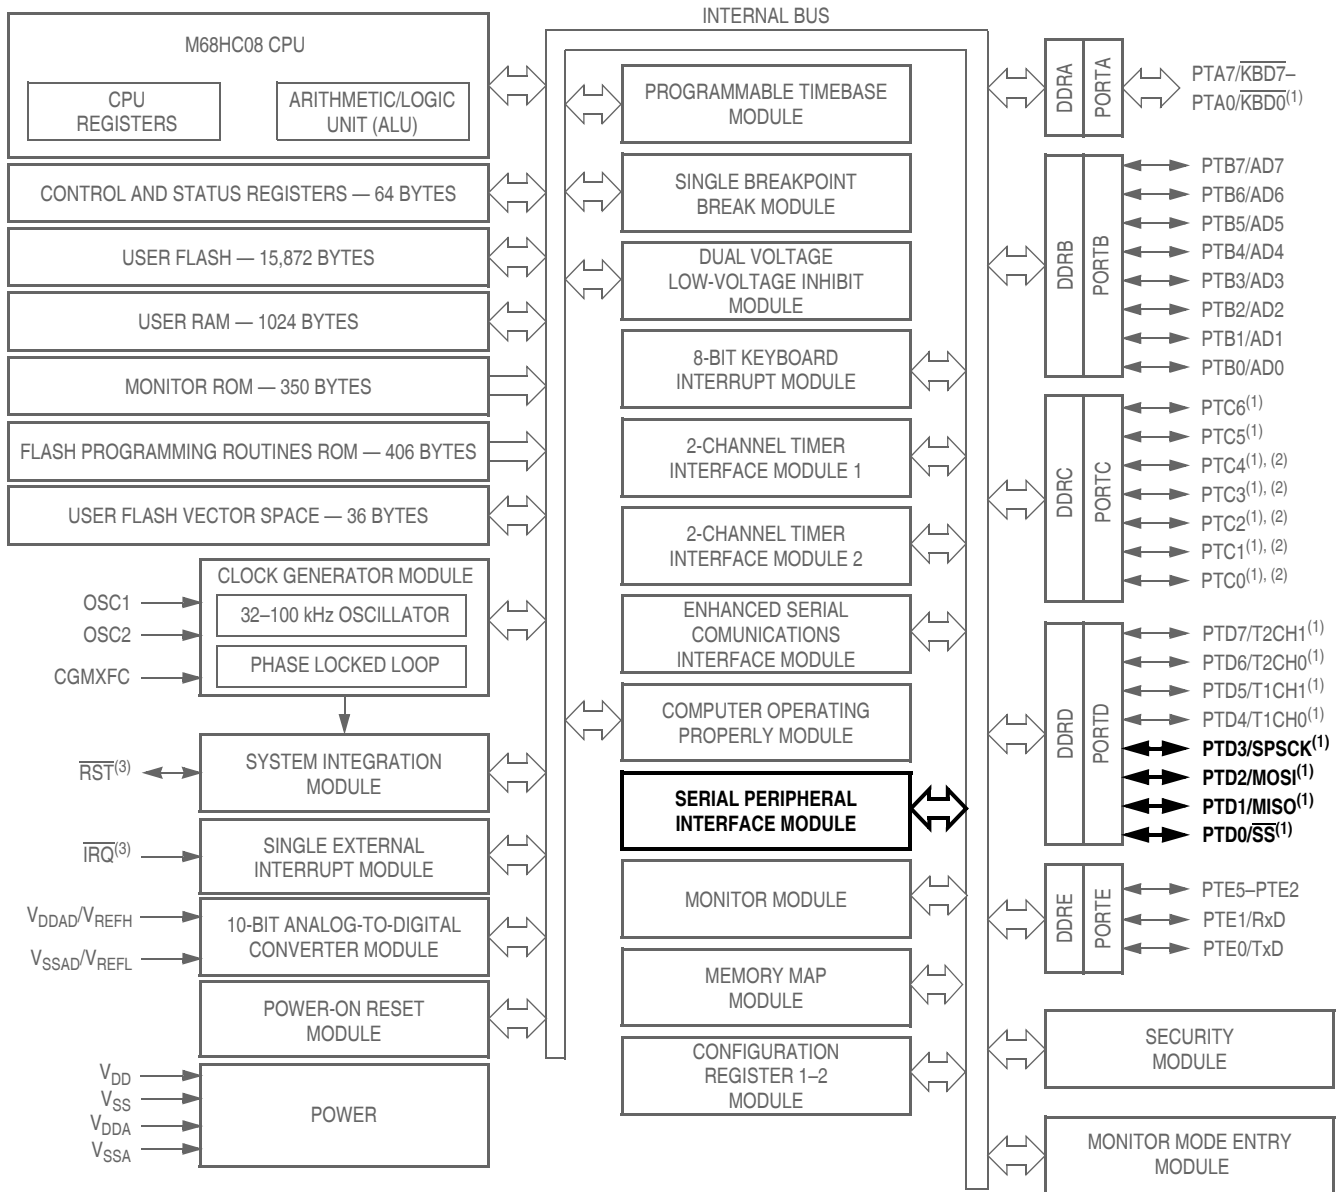 INTERNAL BUS
M68HC08 CPU
CPU
REGISTERS
ARITHMETIC/LOGIC
UNIT (ALU)
CONTROL AND STATUS REGISTERS — 64 BYTES
USER FLASH — 15,872 BYTES
USER RAM — 1024 BYTES
MONITOR ROM — 350 BYTES
FLASH PROGRAMMING ROUTINES ROM — 406 BYTES
USER FLASH VECTOR SPACE — 36 BYTES
CLOCK GENERATOR MODULE
32–100 kHz OSCILLATOR
PHASE LOCKED LOOP
OSC1
OSC2
CGMXFC
SYSTEM INTEGRATION
MODULE
RST(3)
SINGLE EXTERNAL
INTERRUPT MODULE
IRQ(3)
10-BIT ANALOG-TO-DIGITAL
CONVERTER MODULE
VDDAD/VREFH
VSSAD/VREFL
POWER-ON RESET
MODULE
POWER
VDD
VSS
VDDA
VSSA
PROGRAMMABLE TIMEBASE
MODULE
SINGLE BREAKPOINT
BREAK MODULE
DUAL VOLTAGE
LOW-VOLTAGE INHIBIT
MODULE
8-BIT KEYBOARD
INTERRUPT MODULE
2-CHANNEL TIMER
INTERFACE MODULE 1
2-CHANNEL TIMER
INTERFACE MODULE 2
ENHANCED SERIAL
COMUNICATIONS
INTERFACE MODULE
COMPUTER OPERATING
PROPERLY MODULE
SERIAL PERIPHERAL
INTERFACE MODULE
MONITOR MODULE
MEMORY MAP
MODULE
CONFIGURATION
REGISTER 1–2
MODULE
DDRA
PORTA
PTA7/KBD7–
PTA0/KBD0(1)
DDRB
PORTB
PTB7/AD7
PTB6/AD6
PTB5/AD5
PTB4/AD4
PTB3/AD3
PTB2/AD2
PTB1/AD1
PTB0/AD0
DDRC
PORTC
PTC6(1)
PTC5(1)
PTC4(1), (2)
PTC3(1), (2)
PTC2(1), (2)
PTC1(1), (2)
PTC0(1), (2)
DDRD
PORTD
PTD7/T2CH1(1)
PTD6/T2CH0(1)
PTD5/T1CH1(1)
PTD4/T1CH0(1)
PTD3/SPSCK(1)
PTD2/MOSI(1)
PTD1/MISO(1)
PTD0/SS(1)
DDRE
PORTE
PTE5–PTE2
PTE1/RxD
PTE0/TxD
SECURITY
MODULE
MONITOR MODE ENTRY
MODULE